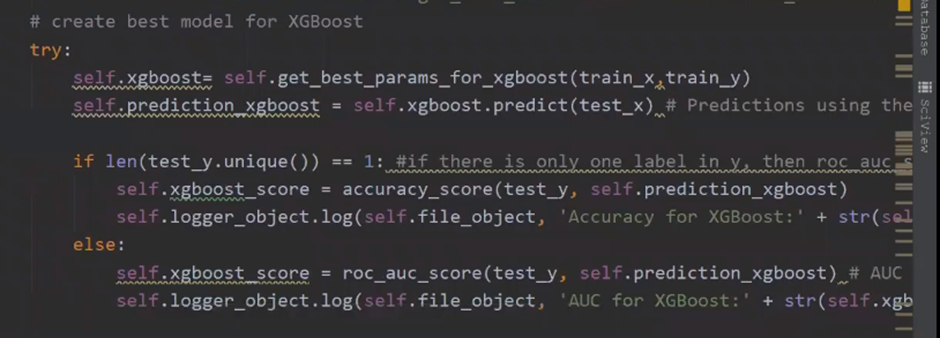 # create best model for XGBoost
try:
self.xgboost= self.get_best_params_for_xgboost(train_x,train_y)
self.prediction_xgboost = self.xgboost.predict(test_x) # Predictions using the
if len(test_y.unique()) == 1: #if there is only one label in y, then roc_auc_s
self.xgboost_score = accuracy_score(test_y, self.prediction_xgboost)
self.logger_object.log(self.file_object, 'Accuracy for XGBoost:' + str(sel
else:
self.xgboost_score = roc_auc_score(test_y, self.prediction_xgboost) # AUC
self.logger_object.log(self.file_object, 'AUC for XGBoost:' + str(self.xgb
Database
SciView